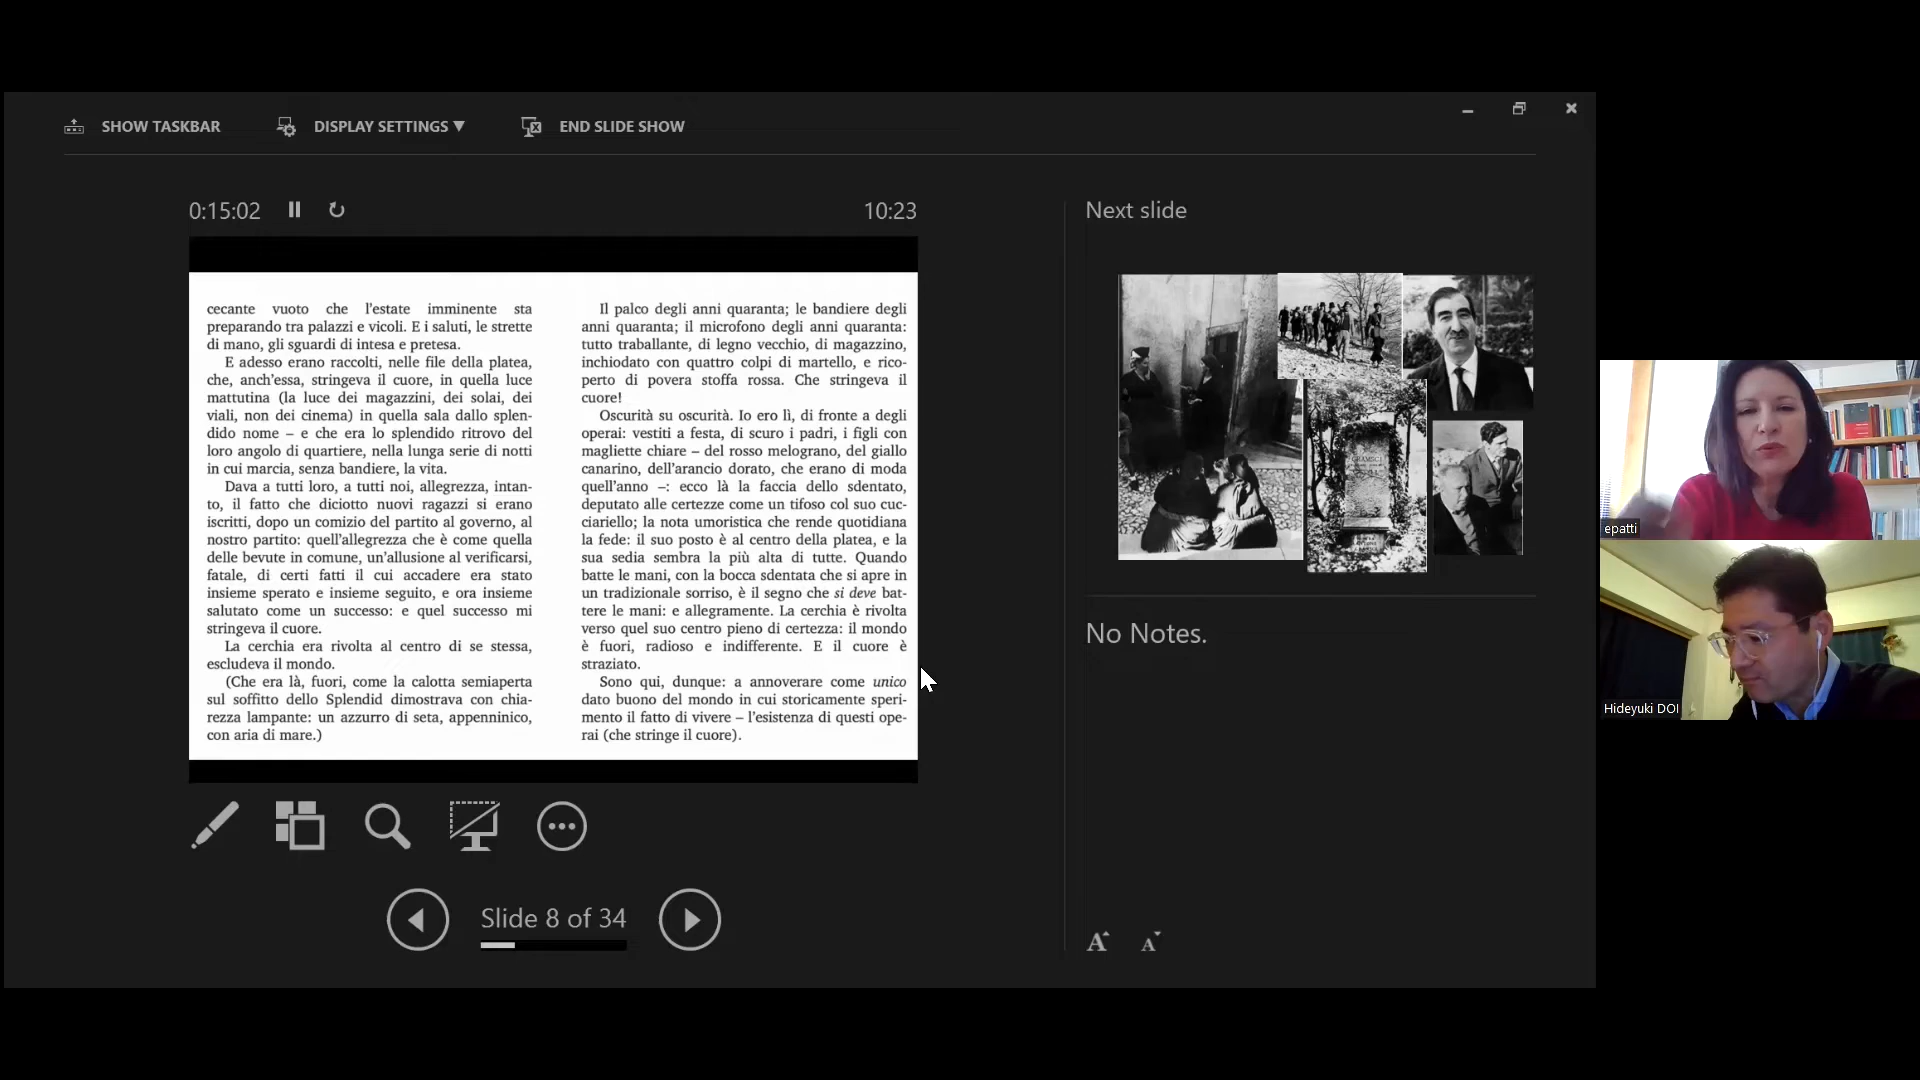 SHOW TASKBAR
DISPLAY SETTINGS ▼
END SLIDE SHOW
0:15:02
10:23
Next slide
cecante vuoto che l'estate imminente sta
preparando tra palazzi e vicoli. E i saluti, le strette
di mano, gli sguardi di intesa e pretesa.
E adesso erano raccolti, nelle file della platea,
che, anch'essa, stringeva il cuore, in quella luce
mattutina (la luce dei magazzini, dei solai, dei
viali, non dei cinema) in quella sala dallo splen-
dido nome – e che era lo splendido ritrovo del
loro angolo di quartiere, nella lunga serie di notti
in cui marcia, senza bandiere, la vita.
Dava a tutti loro, a tutti noi, allegrezza, intan-
to, il fatto che diciotto nuovi ragazzi si erano
iscritti, dopo un comizio del partito al governo, al
nostro partito: quell'allegrezza che è come quella
delle bevute in comune, un'allusione al verificarsi,
fatale, di certi fatti il cui accadere era stato
insieme sperato e insieme seguito, e ora insieme
salutato come un successo: e quel successo mi
stringeva il cuore.
La cerchia era rivolta al centro di se stessa,
escludeva il mondo.
(Che era là, fuori, come la calotta semiaperta
sul soffitto dello Splendid dimostrava con chia-
rezza lampante: un azzurro di seta, appenninico,
con aria di mare.)
Il palco degli anni quaranta; le bandiere degli
anni quaranta; il microfono degli anni quaranta:
tutto traballante, di legno vecchio, di magazzino,
inchiodato con quattro colpi di martello, e rico-
perto di povera stoffa rossa. Che stringeva il
cuore!
Oscurità su oscurità. Io ero lì, di fronte a degli
operai: vestiti a festa, di scuro i padri, i figli con
magliette chiare – del rosso melograno, del giallo
canarino, dell'arancio dorato, che erano di moda
quell'anno –: ecco là la faccia dello sdentato,
deputato alle certezze come un tifoso col suo cuc-
ciariello; la nota umoristica che rende quotidiana
la fede: il suo posto è al centro della platea, e la
sua sedia sembra la più alta di tutte. Quando
batte le mani, con la bocca sdentata che si apre in
un tradizionale sorriso, è il segno che si deve bat-
tere le mani: e allegramente. La cerchia è rivolta
verso quel suo centro pieno di certezza: il mondo
è fuori, radioso e indifferente. E il cuore è
straziato.
Sono qui, dunque: a annoverare come unico
dato buono del mondo in cui storicamente speri-
mento il fatto di vivere – l'esistenza di questi ope-
rai (che stringe il cuore).
GRAMSCI
No Notes.
Slide 8 of 34
epatti
Hideyuki DOI